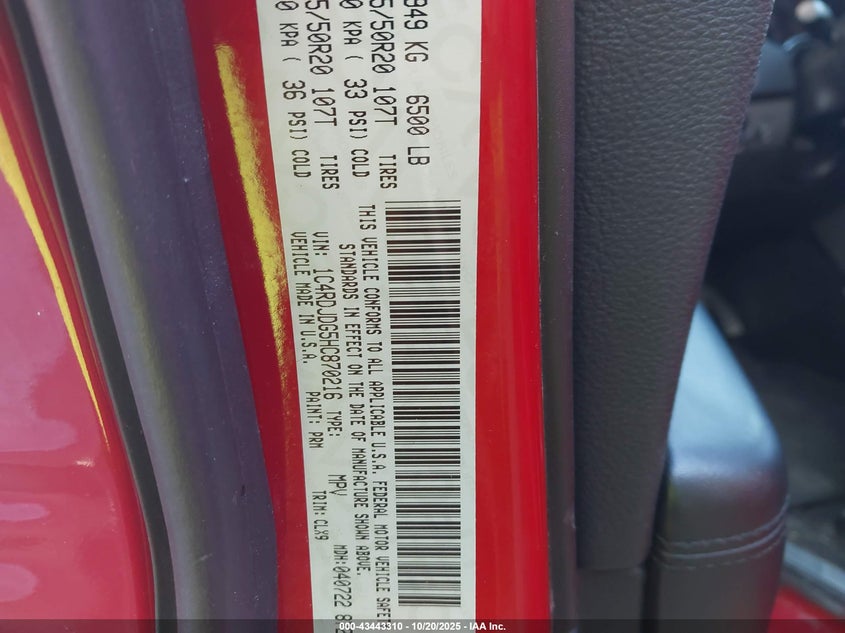 949 KG 6500 LB
5/50R20 107T TIRES
0 KPA ( 33 PSI) COLD
5/50R20 107T TIRES
0 KPA ( 36 PSI) COLD
THIS VEHICLE CONFORMS TO ALL APPLICABLE U.S.A. FEDERAL MOTOR VEHICLE SAFE
STANDARDS IN EFFECT ON THE DATE OF MANUFACTURE SHOWN ABOVE.
VIN: 1C4RDJDG5HC870216 TYPE: MPV MDH:040722 8
VEHICLE MADE IN U.S.A. PAINT: PRM TRIM:CLX9
000-43443310 - 10/20/2025 - IAA Inc.